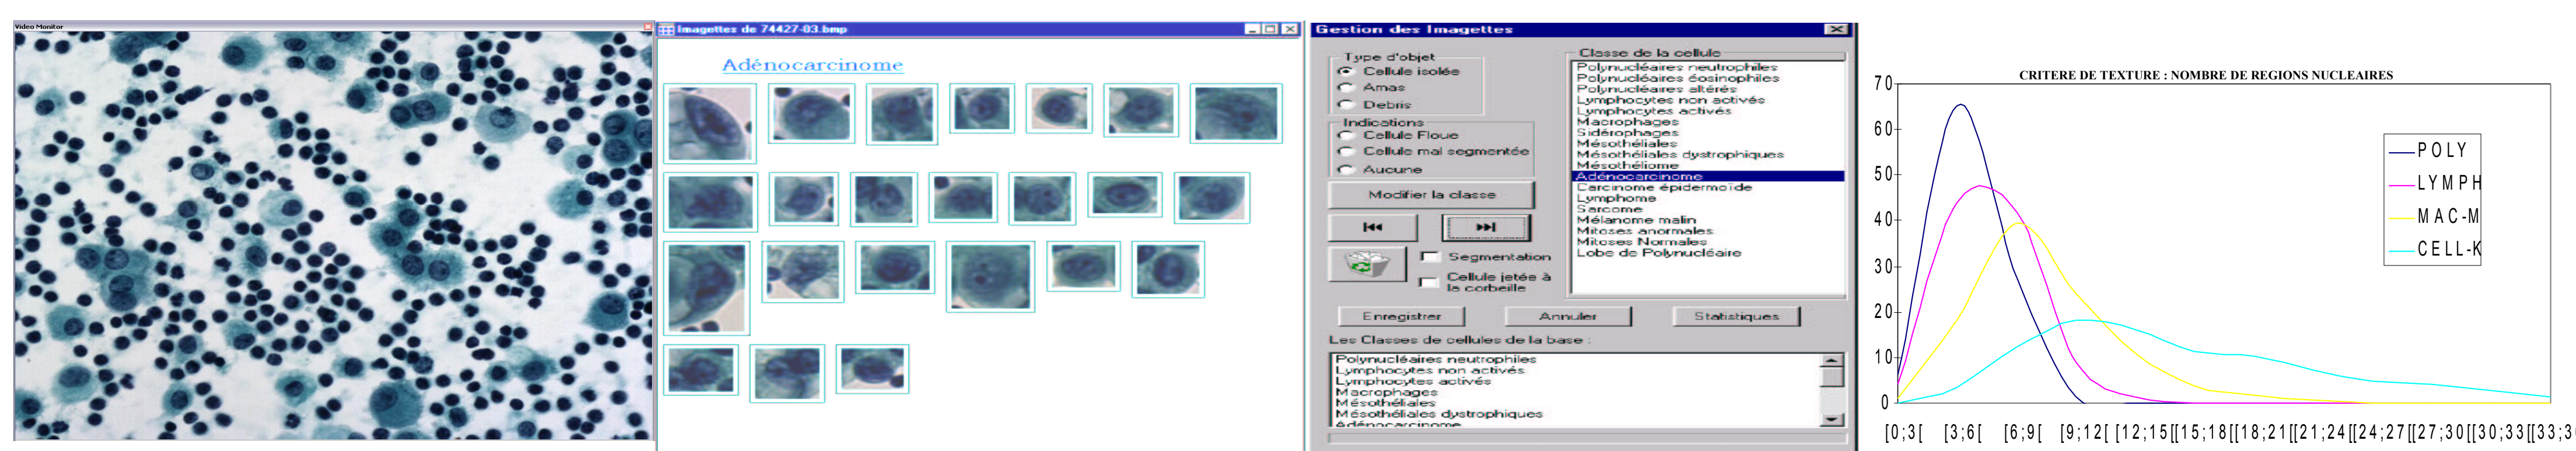 Video Monitor
Imagettes de 74427-03.bmp
Adénocarcinome
Gestion des Imagettes
Type d'objet
Cellule isolée
Amas
Debris
Indications
Cellule Floue
Cellule mal segmentée
Aucune
Modifier la classe
Segmentation
Cellule jetée à
la corbeille
Classe de la cellule
Polynucléaires neutrophiles
Polynucléaires éosinophiles
Polynucléaires altérés
Lymphocytes non activés
Lymphocytes activés
Macrophages
Sidérophages
Mésothéliales
Mésothéliales dystrophiques
Mésothéliome
Adénocarcinome
Carcinome épidermoïde
Lymphome
Sarcome
Mélanome malin
Mitoses anormales
Mitoses Normales
Lobe de Polynucléaire
Enregistrer Annuler Statistiques
Les Classes de cellules de la base :
Polynucléaires neutrophiles
Lymphocytes non activés
Lymphocytes activés
Macrophages
Mésothéliales
Mésothéliales dystrophiques
Adénocarcinome
CRITERE DE TEXTURE : NOMBRE DE REGIONS NUCLEAIRES
70
60
50
40
30
20
10
0
POLY
LYMPH
MAC-M
CELL-K
[0;3[ [3;6[ [6;9[ [9;12[ [12;15[[15;18[[18;21[[21;24[[24;27[[27;30[[30;33[[33;3